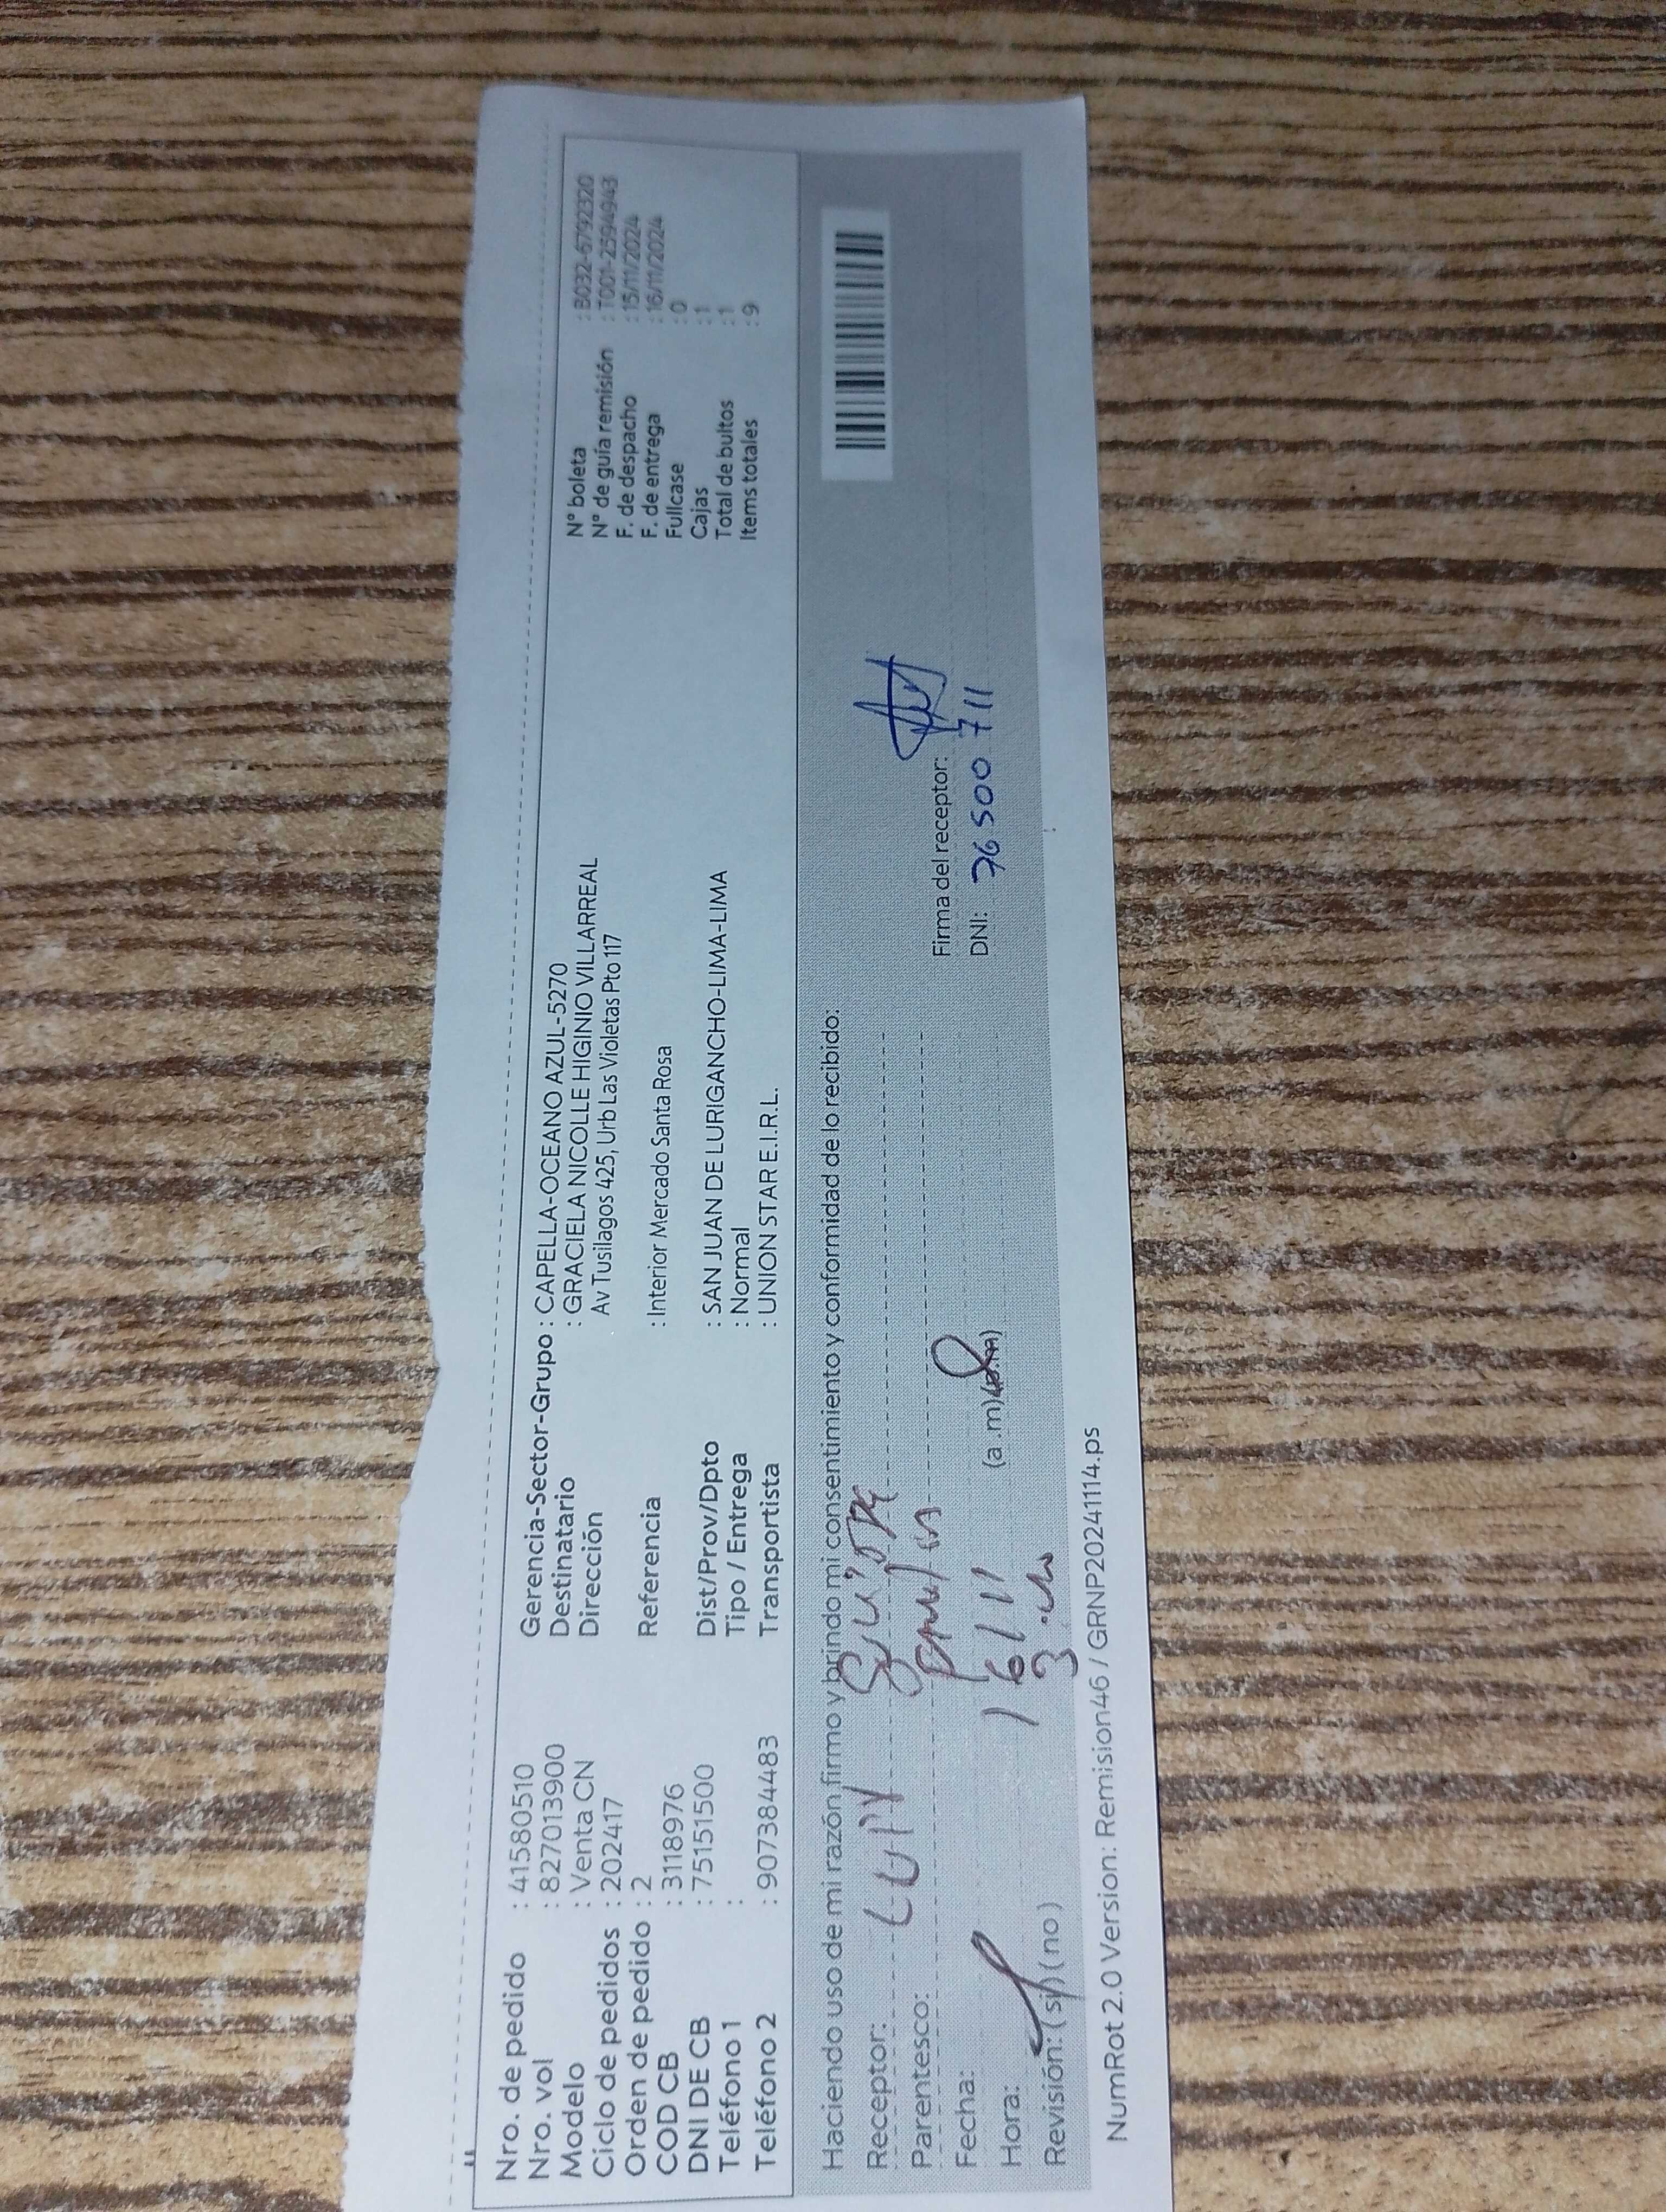 Nro. de pedido : 41580510
Nro. vol : 827013900
Modelo : Venta CN
Ciclo de pedidos : 202417
Orden de pedido : 2
COD CB : 3118976
DNI DE CB : 75151500
Teléfono 1 :
Teléfono 2 : 907384483
Gerencia-Sector-Grupo : CAPELLA-OCEANO AZUL-5270
Destinatario : GRACIELA NICOLLE HIGINIO VILLARREAL
Dirección Av Tusilagos 425, Urb Las Violetas Pto 117
Referencia : Interior Mercado Santa Rosa
Dist/Prov/Dpto : SAN JUAN DE LURIGANCHO-LIMA-LIMA
Tipo / Entrega : Normal
Transportista : UNION STAR E.I.R.L.
N° boleta : B032-6792320
N° de guía remisión : T001-2594943
F. de despacho : 15/11/2024
F. de entrega : 16/11/2024
Fullcase : 0
Cajas : 1
Total de bultos : 1
Items totales : 9
Haciendo uso de mi razón, firmo y brindo mi consentimiento y conformidad de lo recibido:
Receptor:
Parentesco:
Fecha: 16/11
Hora: (a.m) (p.m)
Revisión: (si) (no)
Firma del receptor:
DNI: 76 500 711
NumRot 2.0 Version: Remision46 / GRNP20241114.ps